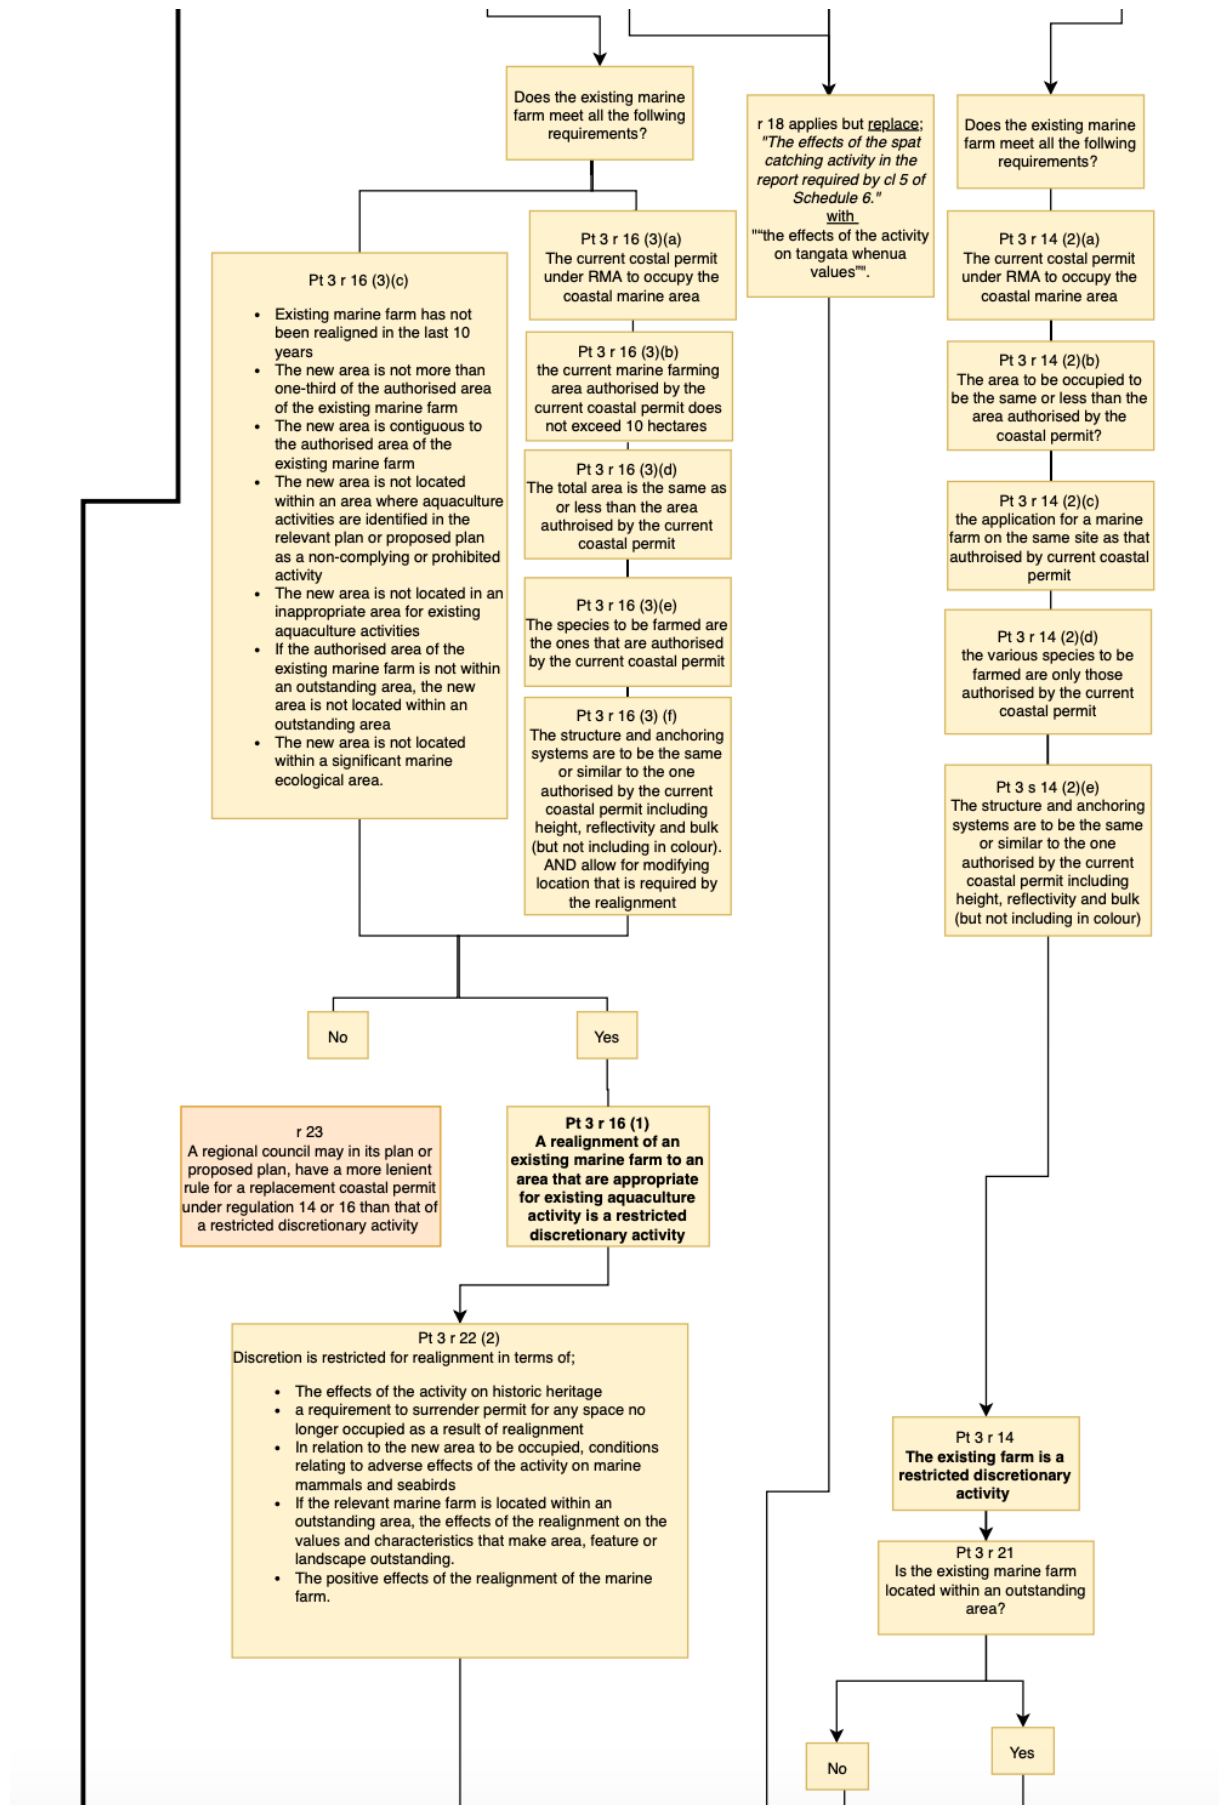 Does the existing marine
farm meet all the follwing
requirements?
Pt 3 r 16 (3)(c)
• Existing marine farm has not
been realigned in the last 10
years
• The new area is not more than
one-third of the authorised area
of the existing marine farm
• The new area is contiguous to
the authorised area of the
existing marine farm
• The new area is not located
within an area where aquaculture
activities are identified in the
relevant plan or proposed plan
as a non-complying or prohibited
activity
• The new area is not located in an
inappropriate area for existing
aquaculture activities
• If the authorised area of the
existing marine farm is not within
an outstanding area, the new
area is not located within an
outstanding area
• The new area is not located
within a significant marine
ecological area.
Pt 3 r 16 (3)(a)
The current costal permit
under RMA to occupy the
coastal marine area
Pt 3 r 16 (3)(b)
the current marine farming
area authorised by the
current coastal permit does
not exceed 10 hectares
Pt 3 r 16 (3)(d)
The total area is the same as
or less than the area
authroised by the current
coastal permit
Pt 3 r 16 (3)(e)
The species to be farmed are
the ones that are authorised
by the current coastal permit
Pt 3 r 16 (3) (f)
The structure and anchoring
systems are to be the same
or similar to the one
authorised by the current
coastal permit including
height, reflectivity and bulk
(but not including in colour).
AND allow for modifying
location that is required by
the realignment
No
Yes
r 23
A regional council may in its plan or
proposed plan, have a more lenient
rule for a replacement coastal permit
under regulation 14 or 16 than that of
a restricted discretionary activity
Pt 3 r 16 (1)
A realignment of an
existing marine farm to an
area that are appropriate
for existing aquaculture
activity is a restricted
discretionary activity
Pt 3 r 22 (2)
Discretion is restricted for realignment in terms of;
• The effects of the activity on historic heritage
• a requirement to surrender permit for any space no
longer occupied as a result of realignment
• In relation to the new area to be occupied, conditions
relating to adverse effects of the activity on marine
mammals and seabirds
• If the relevant marine farm is located within an
outstanding area, the effects of the realignment on the
values and characteristics that make area, feature or
landscape outstanding.
• The positive effects of the realignment of the marine
farm.
r 18 applies but replace;
"The effects of the spat
catching activity in the
report required by cl 5 of
Schedule 6."
with
"“the effects of the activity
on tangata whenua
values”".
Does the existing marine
farm meet all the follwing
requirements?
Pt 3 r 14 (2)(a)
The current costal permit
under RMA to occupy the
coastal marine area
Pt 3 r 14 (2)(b)
The area to be occupied to
be the same or less than the
area authorised by the
coastal permit?
Pt 3 r 14 (2)(c)
the application for a marine
farm on the same site as that
authroised by current coastal
permit
Pt 3 r 14 (2)(d)
the various species to be
farmed are only those
authorised by the current
coastal permit
Pt 3 s 14 (2)(e)
The structure and anchoring
systems are to be the same
or similar to the one
authorised by the current
coastal permit including
height, reflectivity and bulk
(but not including in colour)
Pt 3 r 14
The existing farm is a
restricted discretionary
activity
Pt 3 r 21
Is the existing marine farm
located within an outstanding
area?
No
Yes